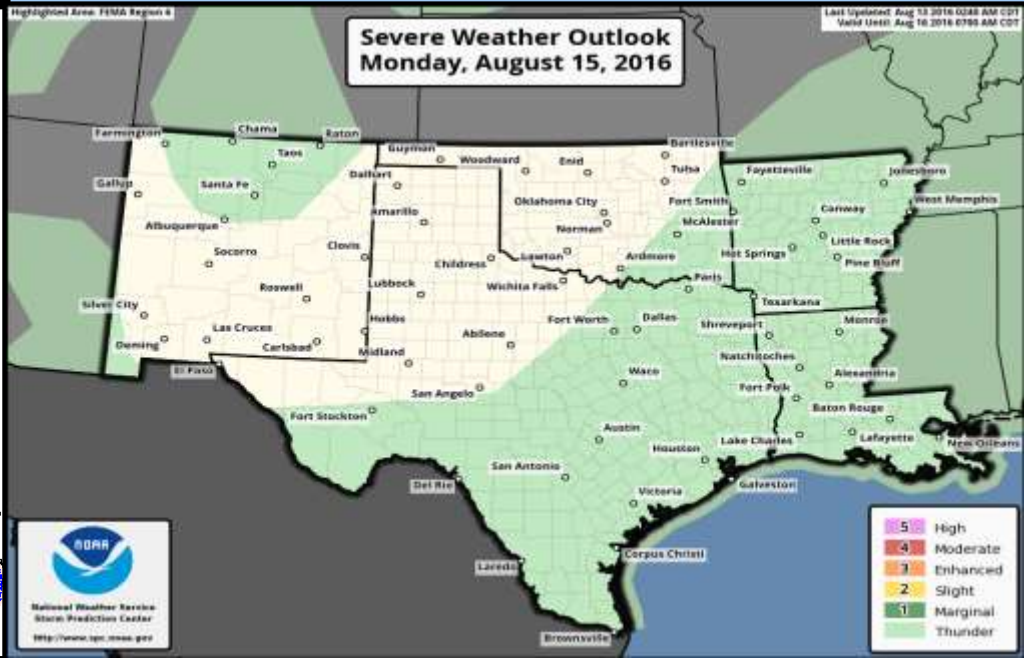 Highlighted Area: FEMA Region 6
Last Updated: Aug 13 2016 0248 AM CDT
Valid Until: Aug 16 2016 0700 AM CDT
Severe Weather Outlook
Monday, August 15, 2016
Farmington
Chama
Raton
Taos
Guymon
Woodward
Enid
Bartlesville
Gallup
Santa Fe
Dalhart
Tulsa
Fayetteville
Jonesboro
Albuquerque
Amarillo
Oklahoma City
Fort Smith
Conway
West Memphis
Norman
McAlester
Socorro
Clovis
Childress
Lawton
Ardmore
Hot Springs
Little Rock
Pine Bluff
Roswell
Lubbock
Wichita Falls
Paris
Texarkana
Silver City
Las Cruces
Hobbs
Abilene
Fort Worth
Dallas
Shreveport
Monroe
Deming
Carlsbad
Midland
Natchitoches
El Paso
San Angelo
Waco
Fort Polk
Alexandria
Fort Stockton
Baton Rouge
Austin
Houston
Lake Charles
Lafayette
New Orleans
San Antonio
Del Rio
Victoria
Galveston
Laredo
Corpus Christi
Brownsville
NOAA
National Weather Service
Storm Prediction Center
http://www.spc.noaa.gov
5 High
4 Moderate
3 Enhanced
2 Slight
1 Marginal
Thunder